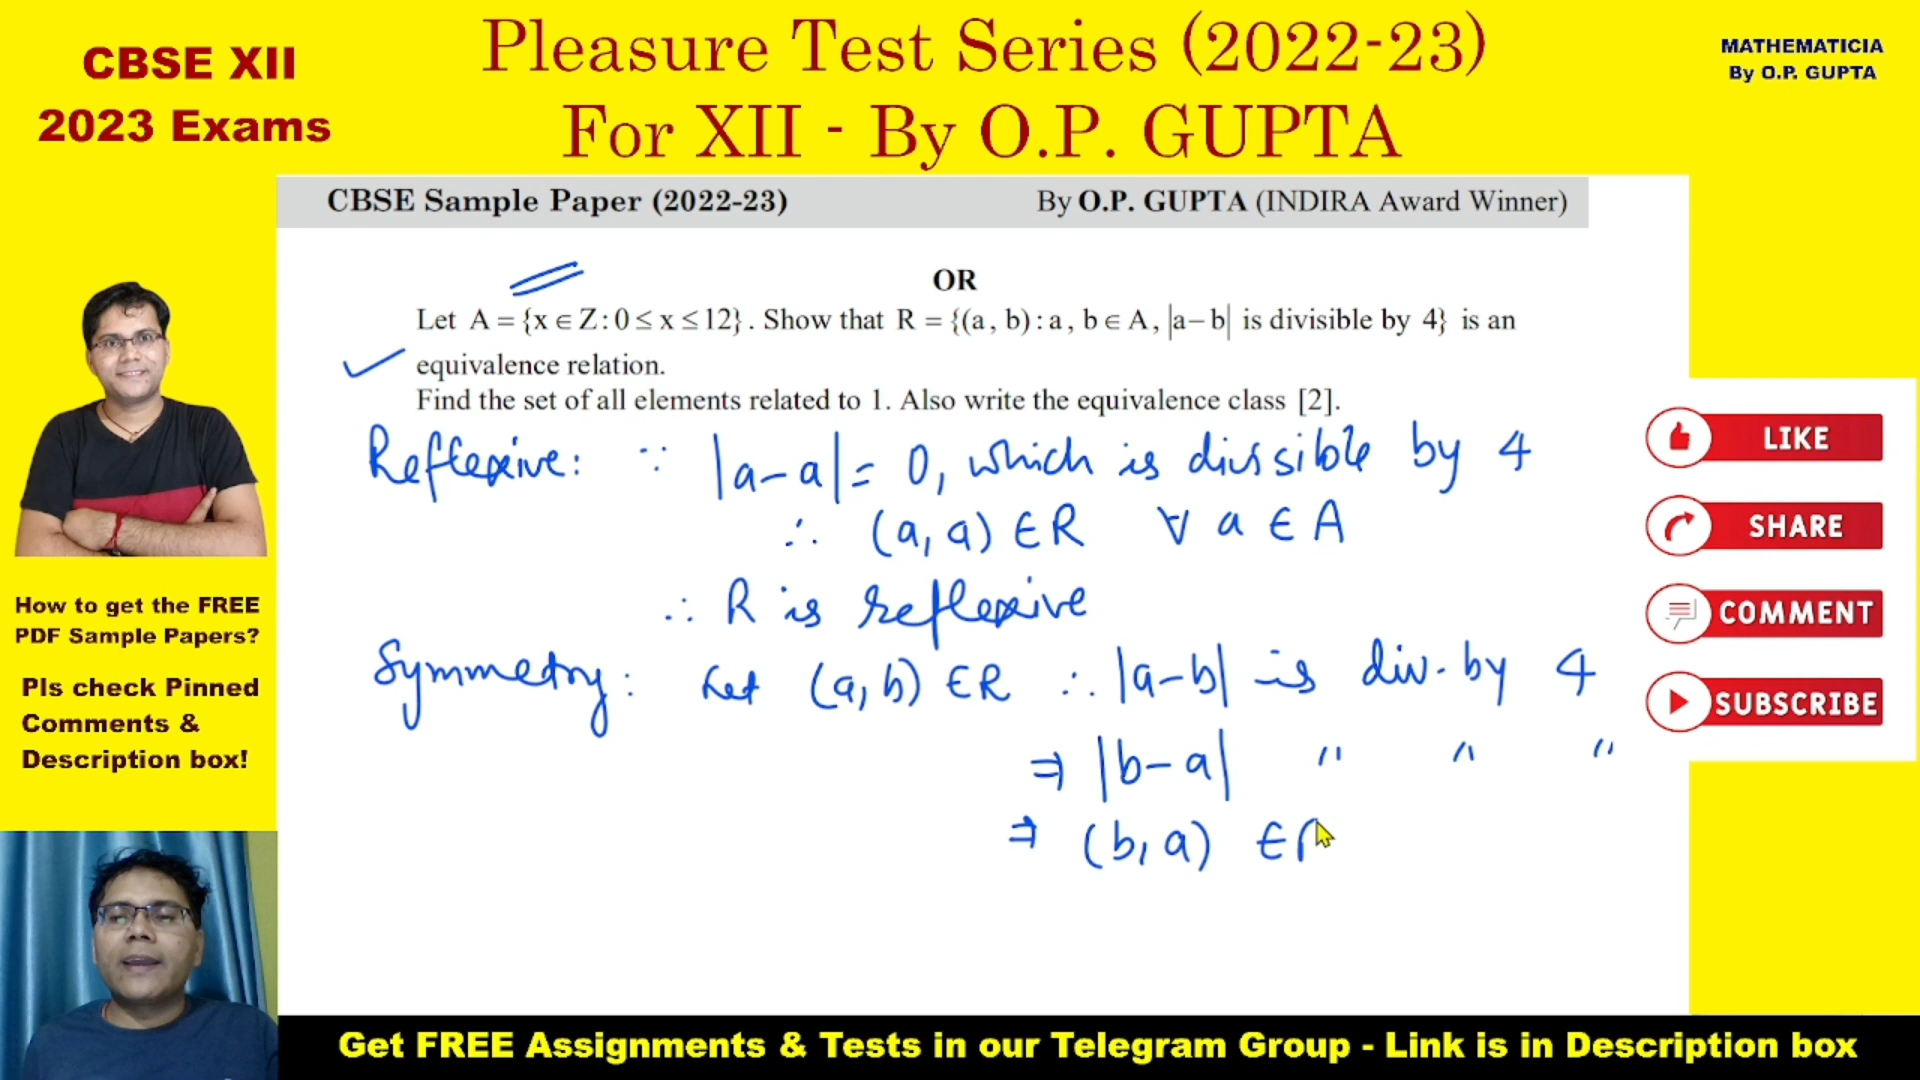 CBSE XII
2023 Exams
Pleasure Test Series (2022-23)
For XII - By O.P. GUPTA
MATHEMATICIA
By O.P. GUPTA
CBSE Sample Paper (2022-23)
By O.P. GUPTA (INDIRA Award Winner)
OR
Let A = {x ∈ Z : 0 ≤ x ≤ 12}. Show that R = {(a, b) : a, b ∈ A, |a − b| is divisible by 4} is an
equivalence relation.
Find the set of all elements related to 1. Also write the equivalence class [2].
Reflexive: ∵ |a-a| = 0, which is divisible by 4
∴ (a, a) ∈ R ∀ a ∈ A
∴ R is reflexive
Symmetry: Let (a, b) ∈ R ∴ |a-b| is div. by 4
⇒ |b-a| " " "
⇒ (b, a) ∈
How to get the FREE
PDF Sample Papers?
Pls check Pinned
Comments &
Description box!
LIKE
SHARE
COMMENT
SUBSCRIBE
Get FREE Assignments & Tests in our Telegram Group - Link is in Description box